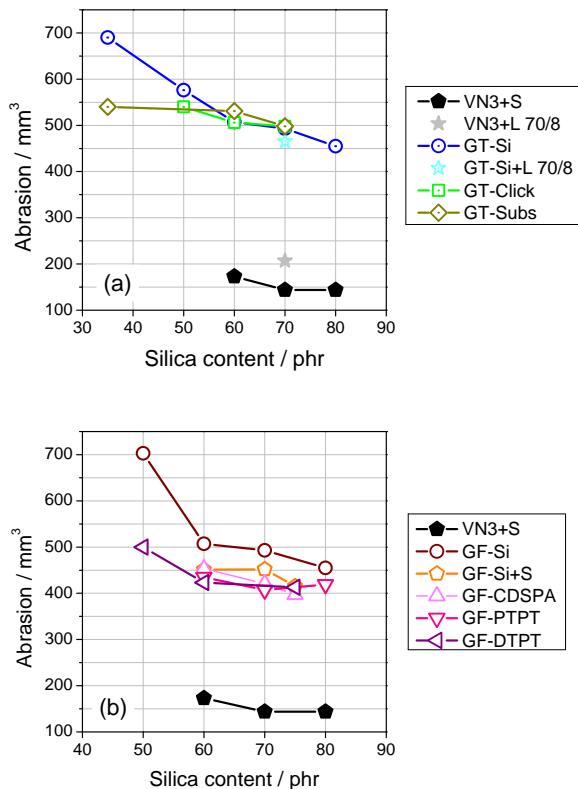 700
600
500
400
300
200
100
Abrasion / mm³
(a)
30 40 50 60 70 80 90
Silica content / phr
VN3+S
VN3+L 70/8
GT-Si
GT-Si+L 70/8
GT-Click
GT-Subs
700
600
500
400
300
200
100
Abrasion / mm³
(b)
40 50 60 70 80 90
Silica content / phr
VN3+S
GF-Si
GF-Si+S
GF-CDSPA
GF-PTPT
GF-DTPT